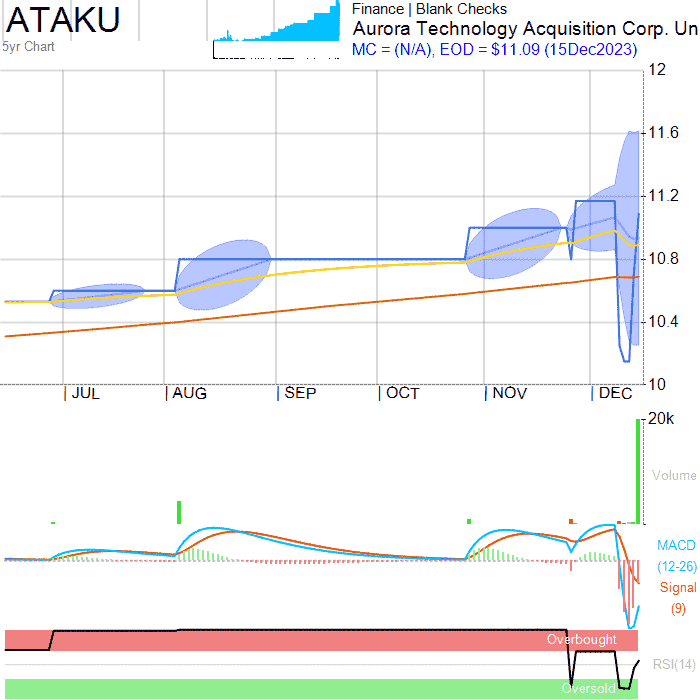 ATAKU
5yr Chart
Finance | Blank Checks
Aurora Technology Acquisition Corp. Un
MC = (N/A), EOD = $11.09 (15Dec2023)
12
11.6
11.2
10.8
10.4
10
JUL AUG SEP OCT NOV DEC
20k
Volume
MACD
(12-26)
Signal
(9)
Overbought
RSI(14)
Oversold